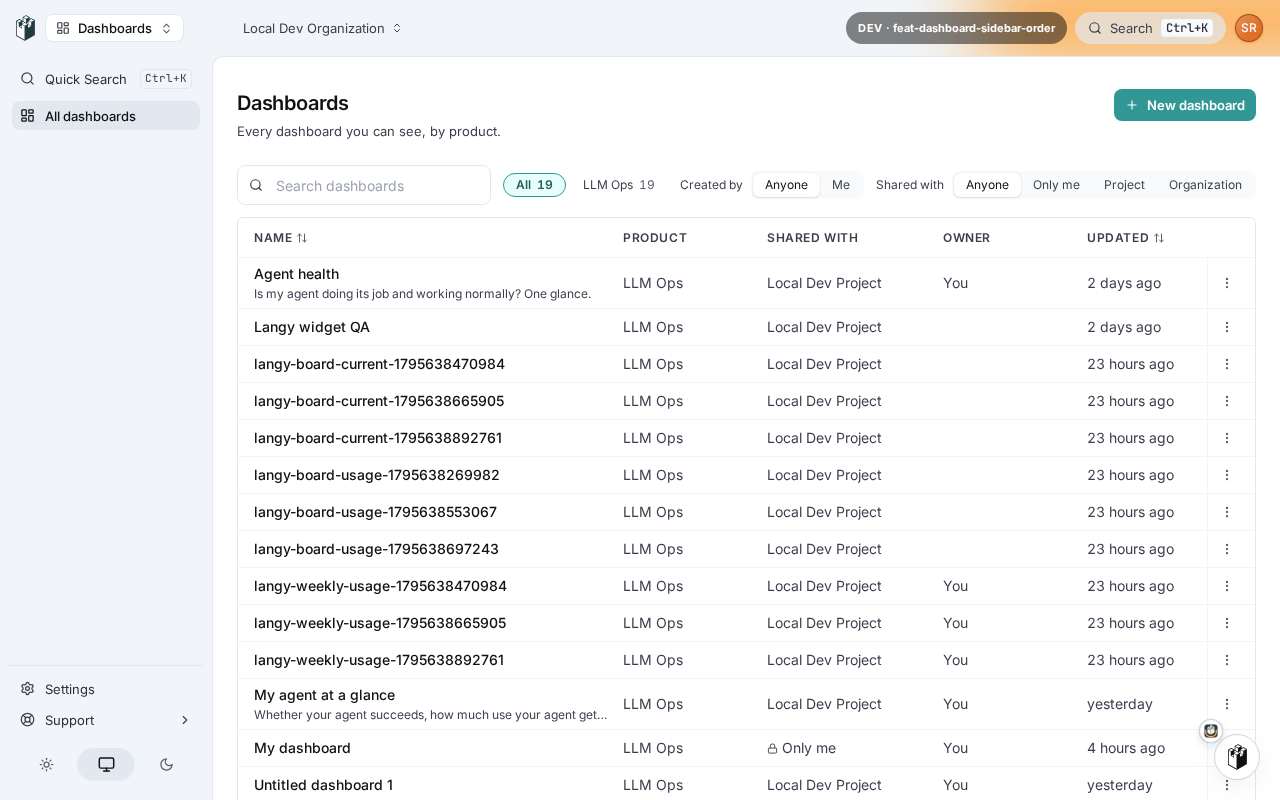 Dashboards
Local Dev Organization
DEV · feat-dashboard-sidebar-order
Search Ctrl+K
SR
Quick Search Ctrl+K
All dashboards
Dashboards
New dashboard
Every dashboard you can see, by product.
Search dashboards
All 19
LLM Ops 19
Created by Anyone Me
Shared with Anyone Only me Project Organization
NAME PRODUCT SHARED WITH OWNER UPDATED
Agent health LLM Ops Local Dev Project You 2 days ago
Is my agent doing its job and working normally? One glance.
Langy widget QA LLM Ops Local Dev Project 2 days ago
langy-board-current-1795638470984 LLM Ops Local Dev Project 23 hours ago
langy-board-current-1795638665905 LLM Ops Local Dev Project 23 hours ago
langy-board-current-1795638892761 LLM Ops Local Dev Project 23 hours ago
langy-board-usage-1795638269982 LLM Ops Local Dev Project 23 hours ago
langy-board-usage-1795638553067 LLM Ops Local Dev Project 23 hours ago
langy-board-usage-1795638697243 LLM Ops Local Dev Project 23 hours ago
langy-weekly-usage-1795638470984 LLM Ops Local Dev Project You 23 hours ago
langy-weekly-usage-1795638665905 LLM Ops Local Dev Project You 23 hours ago
langy-weekly-usage-1795638892761 LLM Ops Local Dev Project You 23 hours ago
My agent at a glance LLM Ops Local Dev Project You yesterday
Whether your agent succeeds, how much use your agent get…
My dashboard LLM Ops Only me You 4 hours ago
Untitled dashboard 1 LLM Ops Local Dev Project You yesterday
Settings
Support